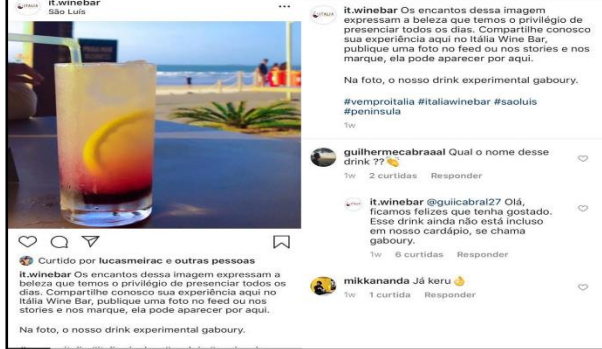 it.winebar
São Luís
Curtido por lucasmeirac e outras pessoas
it.winebar Os encantos dessa imagem expressam a
beleza que temos o privilégio de presenciar todos os
dias. Compartilhe conosco sua experiência aqui no
Itália Wine Bar, publique uma foto no feed ou nos
stories e nos marque, ela pode aparecer por aqui.
Na foto, o nosso drink experimental gaboury.
it.winebar Os encantos dessa imagem
expressam a beleza que temos o privilégio de
presenciar todos os dias. Compartilhe conosco
sua experiência aqui no Itália Wine Bar,
publique uma foto no feed ou nos stories e nos
marque, ela pode aparecer por aqui.
Na foto, o nosso drink experimental gaboury.
#vemproitalia #italiawinebar #saoluis
#peninsula
1w
guilhermecabraaal Qual o nome desse
drink ??👏
1w 2 curtidas Responder
it.winebar @guiicabral27 Olá,
ficamos felizes que tenha gostado.
Esse drink ainda não está incluso
em nosso cardápio, se chama
gaboury.
1w 6 curtidas Responder
mikkananda Já keru 👌
1w 1 curtida Responder